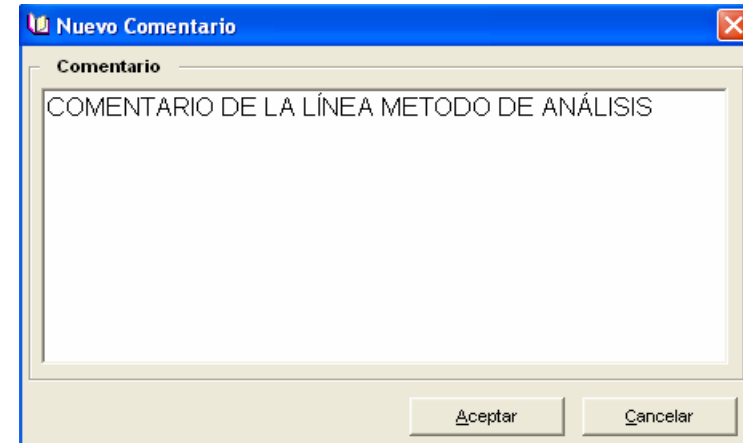 Nuevo Comentario
Comentario
COMENTARIO DE LA LÍNEA METODO DE ANÁLISIS
Aceptar Cancelar